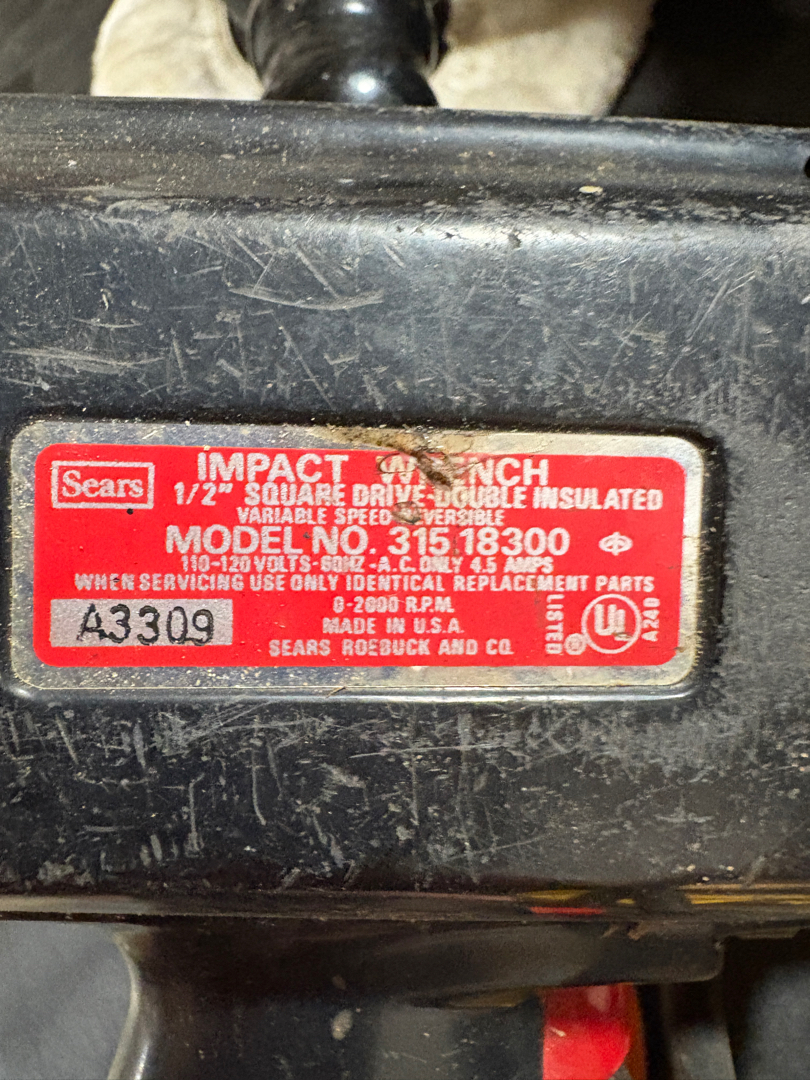 Sears
IMPACT WRENCH
1/2" SQUARE DRIVE-DOUBLE INSULATED
VARIABLE SPEED REVERSIBLE
MODEL NO. 315.18300
110-120 VOLTS-60HZ-A.C. ONLY 4.5 AMPS
WHEN SERVICING USE ONLY IDENTICAL REPLACEMENT PARTS
0-2000 R.P.M.
MADE IN U.S.A.
SEARS ROEBUCK AND CO.
A3309
LISTED
UL
A240